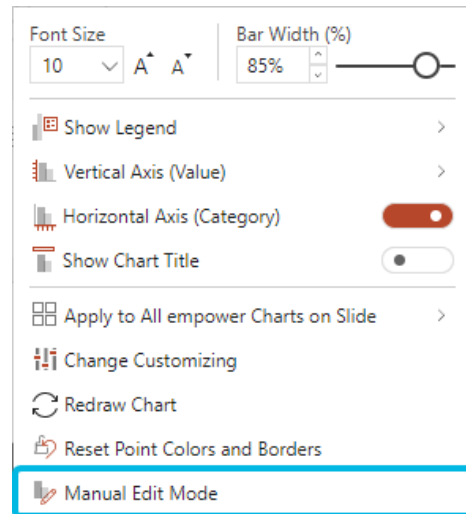 Font Size
Bar Width (%)
10
A A
85%
Show Legend
Vertical Axis (Value)
Horizontal Axis (Category)
Show Chart Title
Apply to All empower Charts on Slide
Change Customizing
Redraw Chart
Reset Point Colors and Borders
Manual Edit Mode